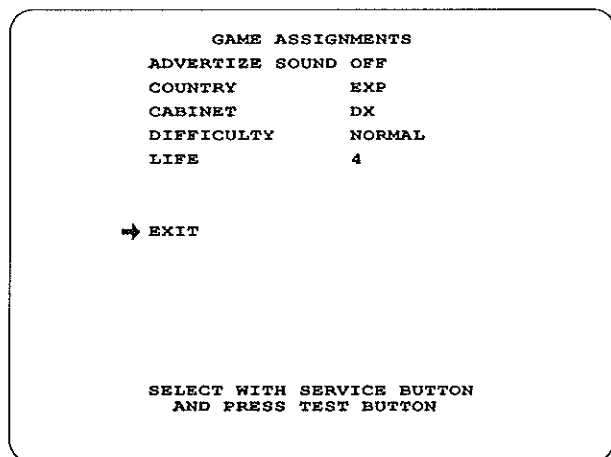 GAME ASSIGNMENTS
ADVERTIZE SOUND OFF
COUNTRY EXP
CABINET DX
DIFFICULTY NORMAL
LIFE 4
EXIT
SELECT WITH SERVICE BUTTON
AND PRESS TEST BUTTON